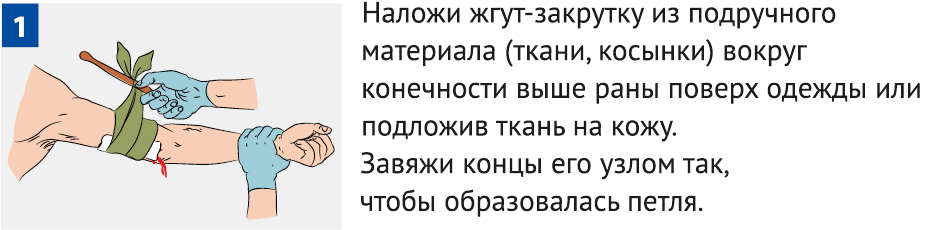 1
Наложи жгут-закрутку из подручного
материала (ткани, косынки) вокруг
конечности выше раны поверх одежды или
подложив ткань на кожу.
Завяжи концы его узлом так,
чтобы образовалась петля.